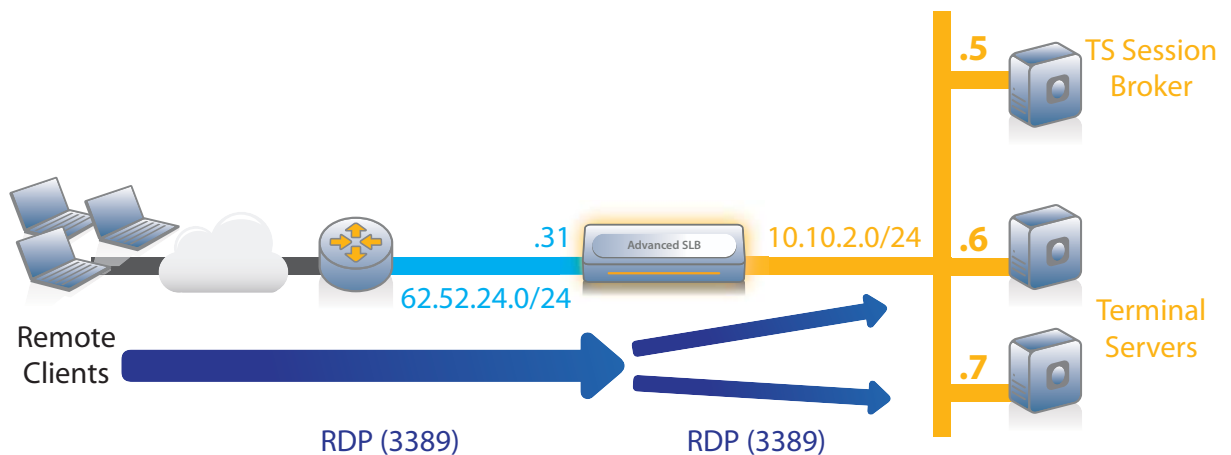 .5
TS Session
Broker
.31
Advanced SLB
10.10.2.0/24
.6
62.52.24.0/24
Remote
Clients
Terminal
Servers
.7
RDP (3389)
RDP (3389)